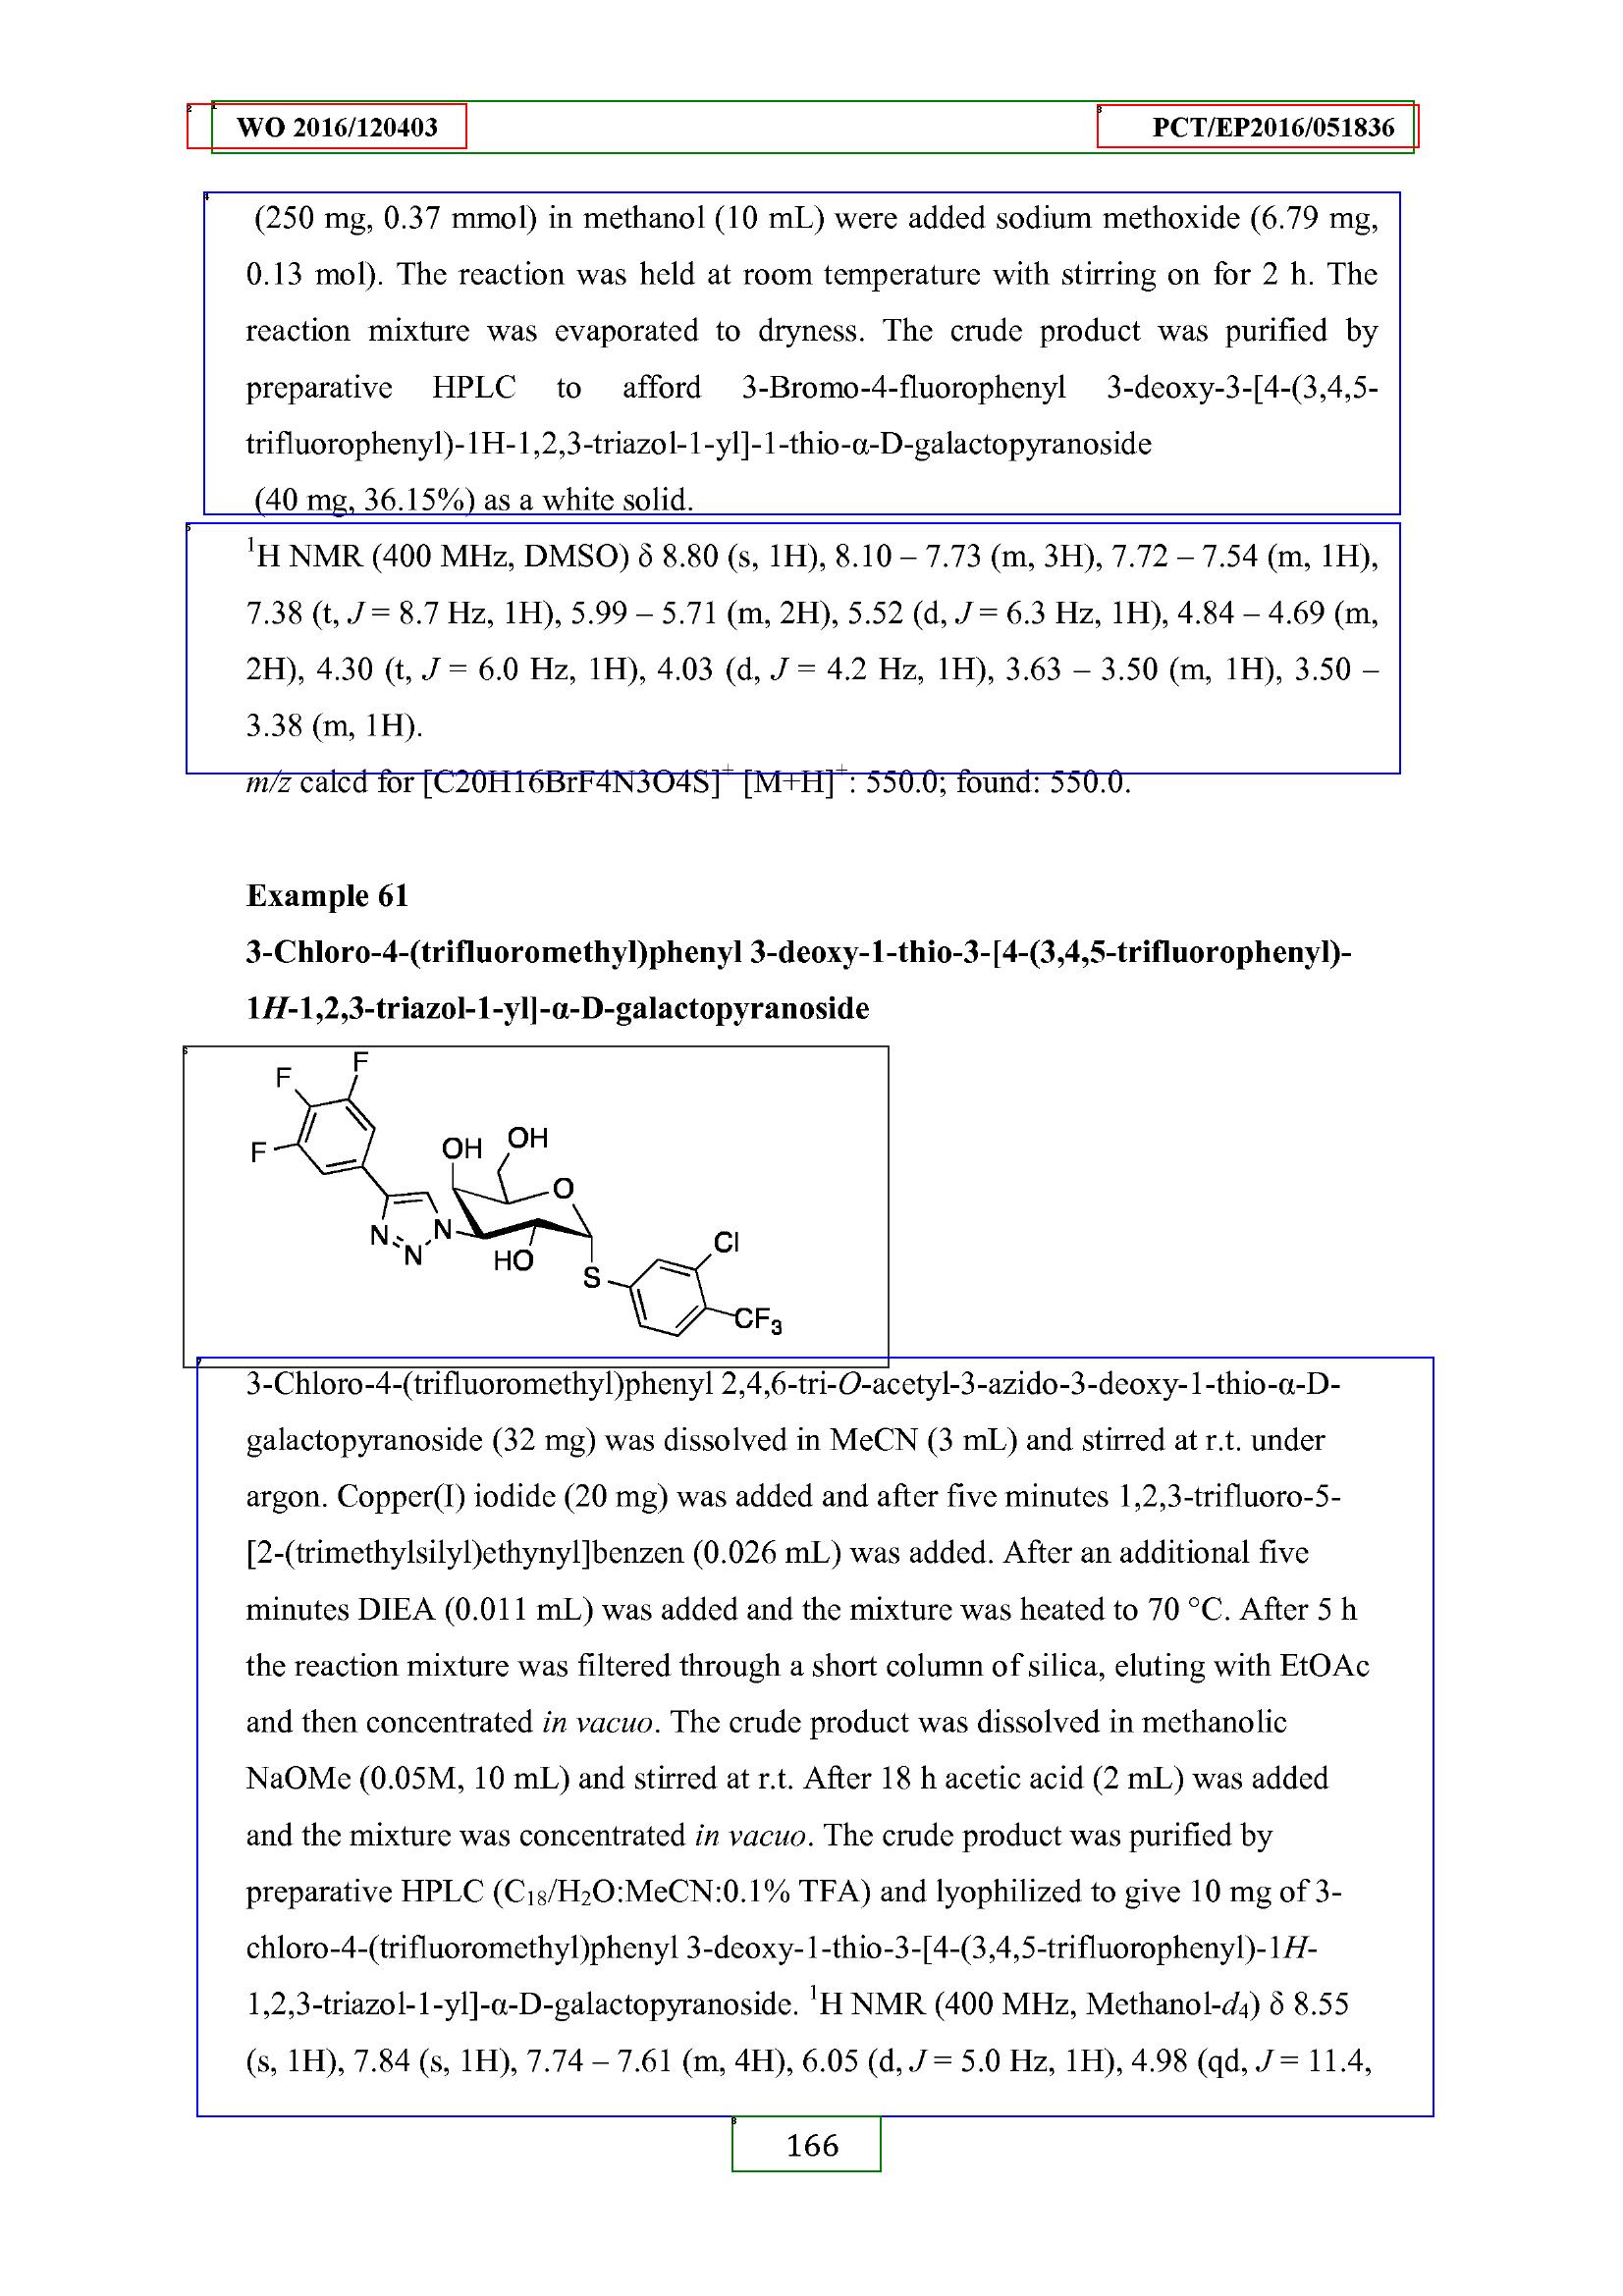 WO 2016/120403 PCT/EP2016/051836
(250 mg, 0.37 mmol) in methanol (10 mL) were added sodium methoxide (6.79 mg,
0.13 mol). The reaction was held at room temperature with stirring on for 2 h. The
reaction mixture was evaporated to dryness. The crude product was purified by
preparative HPLC to afford 3-Bromo-4-fluorophenyl 3-deoxy-3-[4-(3,4,5-
trifluorophenyl)-1H-1,2,3-triazol-1-yl]-1-thio-α-D-galactopyranoside
(40 mg, 36.15%) as a white solid.
¹H NMR (400 MHz, DMSO) δ 8.80 (s, 1H), 8.10 – 7.73 (m, 3H), 7.72 – 7.54 (m, 1H),
7.38 (t, J = 8.7 Hz, 1H), 5.99 – 5.71 (m, 2H), 5.52 (d, J = 6.3 Hz, 1H), 4.84 – 4.69 (m,
2H), 4.30 (t, J = 6.0 Hz, 1H), 4.03 (d, J = 4.2 Hz, 1H), 3.63 – 3.50 (m, 1H), 3.50 –
3.38 (m, 1H).
m/z calcd for [C20H16BrF4N3O4S]⁺ [M+H]⁺: 550.0; found: 550.0.
Example 61
3-Chloro-4-(trifluoromethyl)phenyl 3-deoxy-1-thio-3-[4-(3,4,5-trifluorophenyl)-
1H-1,2,3-triazol-1-yl]-α-D-galactopyranoside
F
F
F
OH
OH
O
N
N
N
HO
S
Cl
CF₃
3-Chloro-4-(trifluoromethyl)phenyl 2,4,6-tri-O-acetyl-3-azido-3-deoxy-1-thio-α-D-
galactopyranoside (32 mg) was dissolved in MeCN (3 mL) and stirred at r.t. under
argon. Copper(I) iodide (20 mg) was added and after five minutes 1,2,3-trifluoro-5-
[2-(trimethylsilyl)ethynyl]benzen (0.026 mL) was added. After an additional five
minutes DIEA (0.011 mL) was added and the mixture was heated to 70 °C. After 5 h
the reaction mixture was filtered through a short column of silica, eluting with EtOAc
and then concentrated in vacuo. The crude product was dissolved in methanolic
NaOMe (0.05M, 10 mL) and stirred at r.t. After 18 h acetic acid (2 mL) was added
and the mixture was concentrated in vacuo. The crude product was purified by
preparative HPLC (C₁₈/H₂O:MeCN:0.1% TFA) and lyophilized to give 10 mg of 3-
chloro-4-(trifluoromethyl)phenyl 3-deoxy-1-thio-3-[4-(3,4,5-trifluorophenyl)-1H-
1,2,3-triazol-1-yl]-α-D-galactopyranoside. ¹H NMR (400 MHz, Methanol-d₄) δ 8.55
(s, 1H), 7.84 (s, 1H), 7.74 – 7.61 (m, 4H), 6.05 (d, J = 5.0 Hz, 1H), 4.98 (qd, J = 11.4,
166